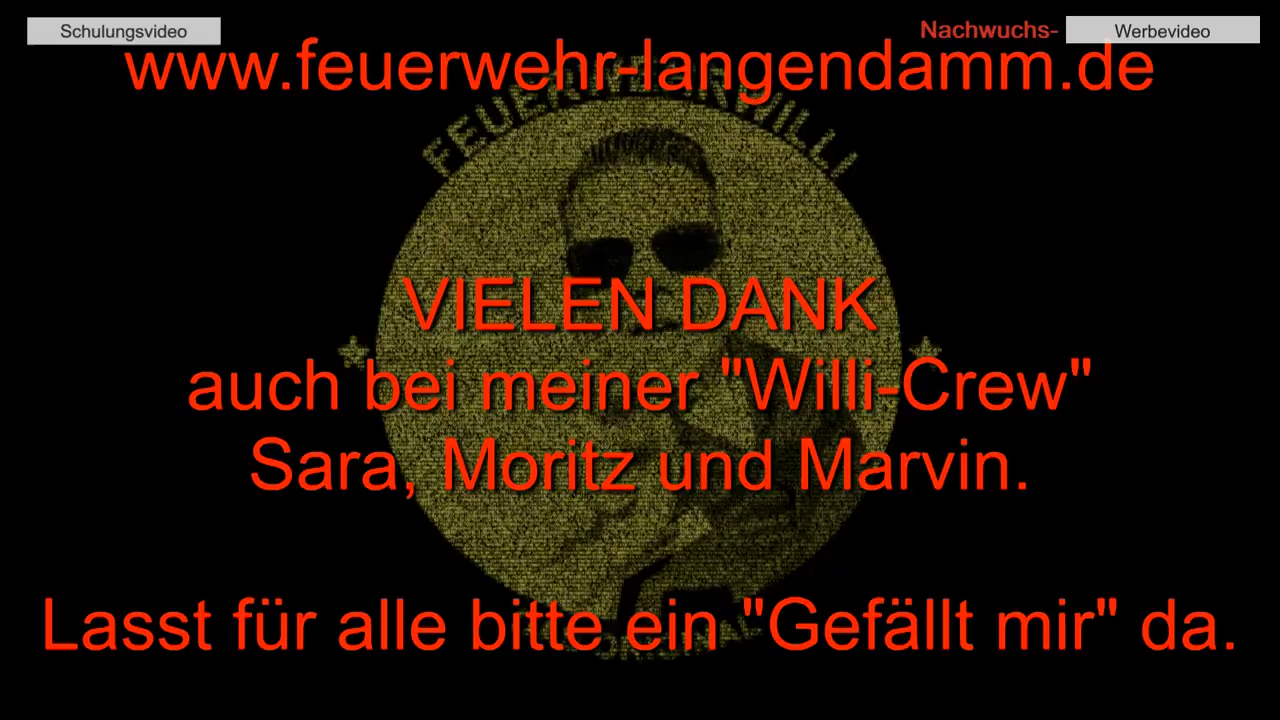 Schulungsvideo
Nachwuchs- Werbevideo
www.feuerwehr-langendamm.de
VIELEN DANK
auch bei meiner "Willi-Crew"
Sara, Moritz und Marvin.
Lasst für alle bitte ein "Gefällt mir" da.